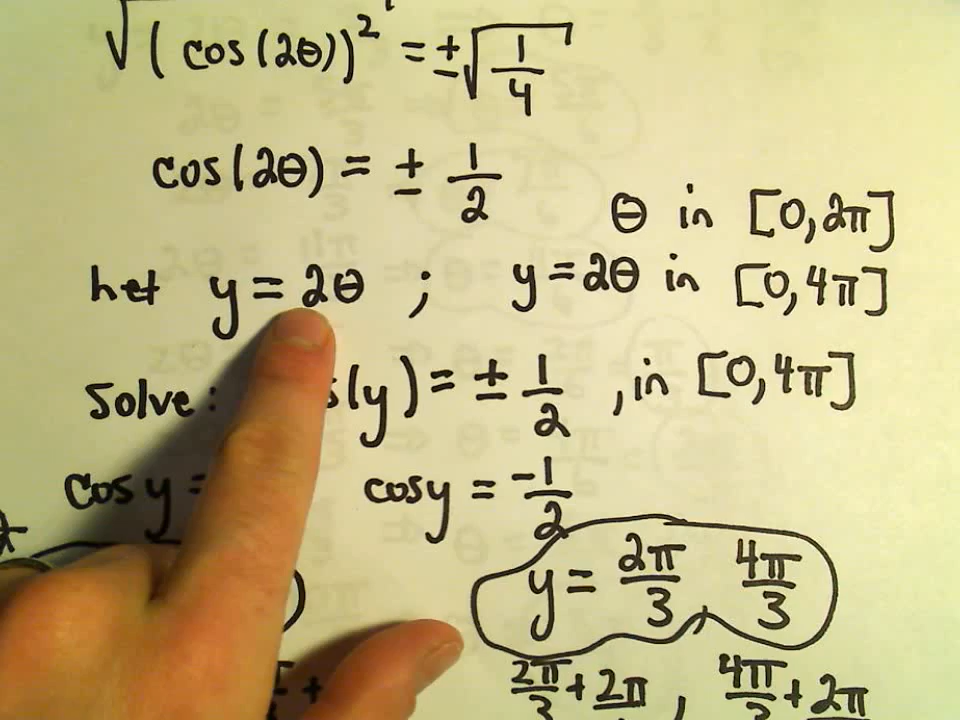 √(cos(2θ))² = ±√1/4
cos(2θ) = ± 1/2
θ in [0, 2π]
Let y = 2θ ; y = 2θ in [0, 4π]
Solve: (y) = ± 1/2 , in [0, 4π]
cos y = cos y = -1/2
y = 2π/3 , 4π/3
2π/3 + 2π , 4π/3 + 2π